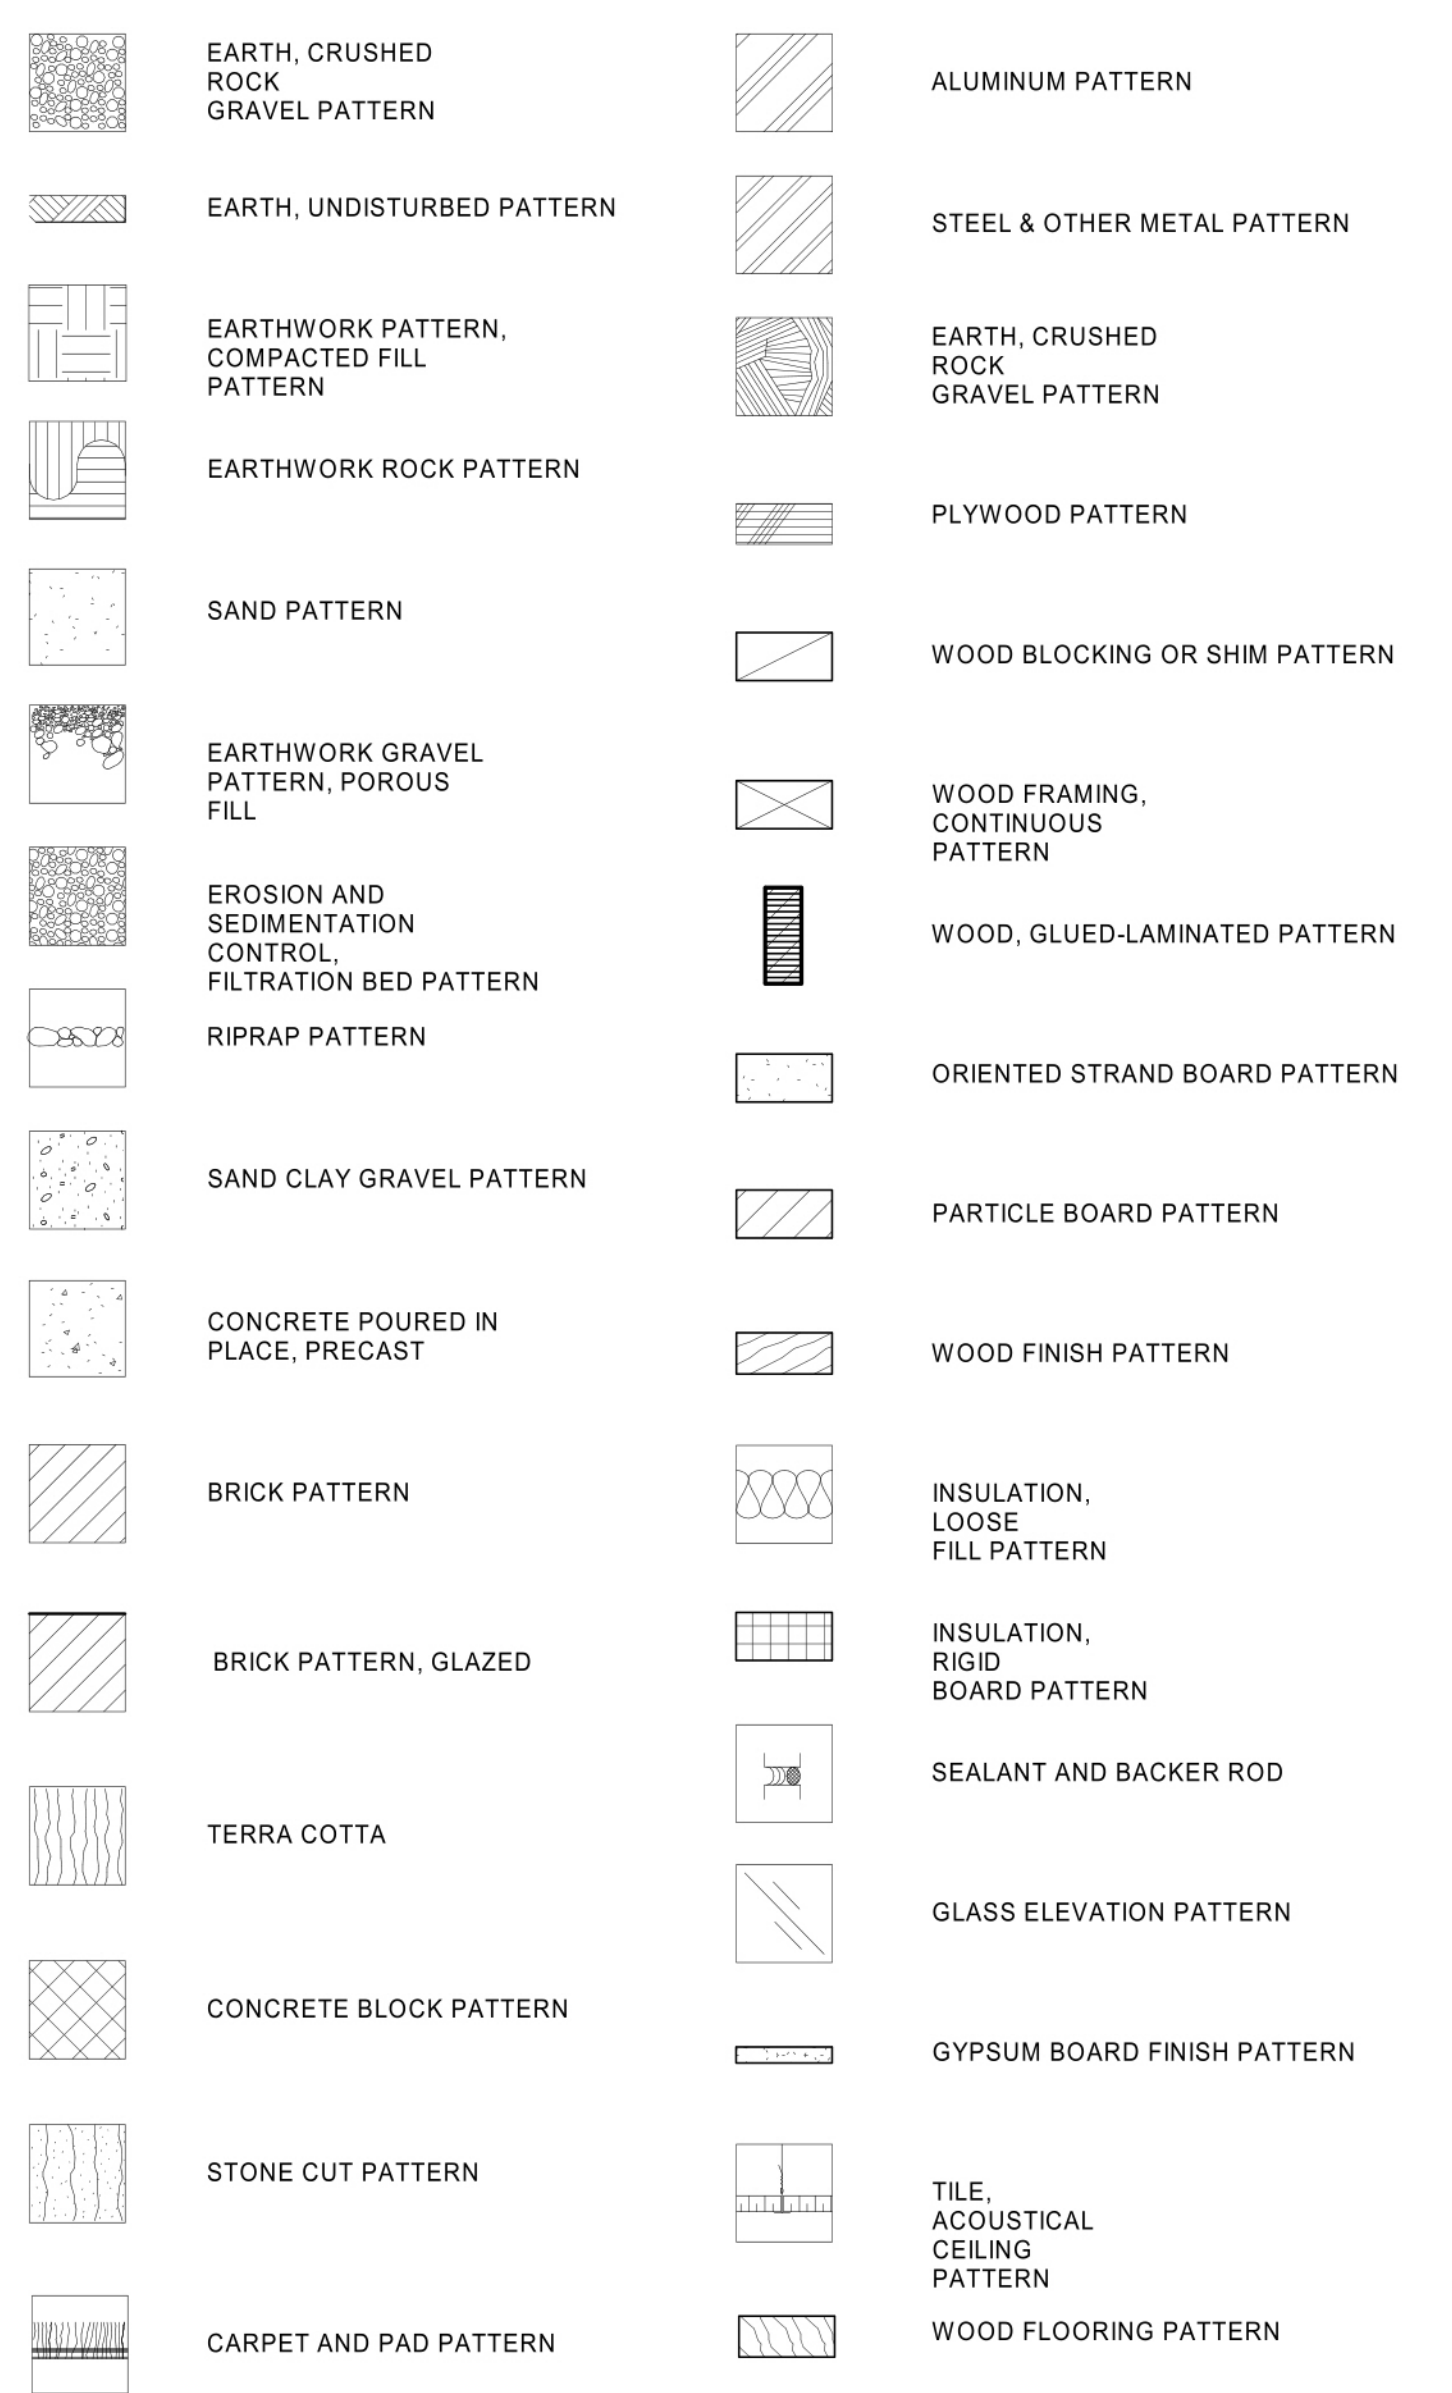 EARTH, CRUSHED
ROCK
GRAVEL PATTERN
EARTH, UNDISTURBED PATTERN
EARTHWORK PATTERN,
COMPACTED FILL
PATTERN
EARTHWORK ROCK PATTERN
SAND PATTERN
EARTHWORK GRAVEL
PATTERN, POROUS
FILL
EROSION AND
SEDIMENTATION
CONTROL,
FILTRATION BED PATTERN
RIPRAP PATTERN
SAND CLAY GRAVEL PATTERN
CONCRETE POURED IN
PLACE, PRECAST
BRICK PATTERN
BRICK PATTERN, GLAZED
TERRA COTTA
CONCRETE BLOCK PATTERN
STONE CUT PATTERN
CARPET AND PAD PATTERN
ALUMINUM PATTERN
STEEL & OTHER METAL PATTERN
EARTH, CRUSHED
ROCK
GRAVEL PATTERN
PLYWOOD PATTERN
WOOD BLOCKING OR SHIM PATTERN
WOOD FRAMING,
CONTINUOUS
PATTERN
WOOD, GLUED-LAMINATED PATTERN
ORIENTED STRAND BOARD PATTERN
PARTICLE BOARD PATTERN
WOOD FINISH PATTERN
INSULATION,
LOOSE
FILL PATTERN
INSULATION,
RIGID
BOARD PATTERN
SEALANT AND BACKER ROD
GLASS ELEVATION PATTERN
GYPSUM BOARD FINISH PATTERN
TILE,
ACOUSTICAL
CEILING
PATTERN
WOOD FLOORING PATTERN